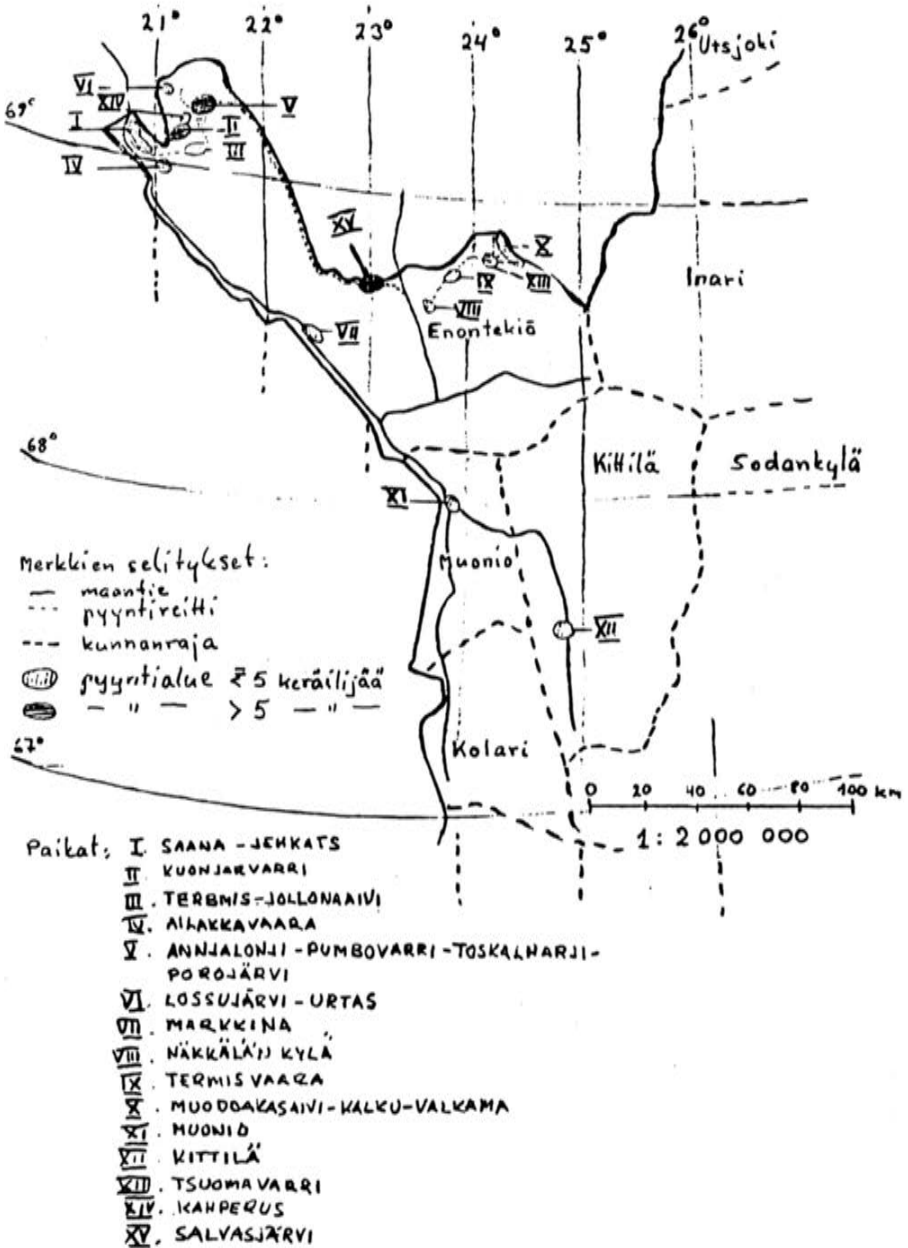 21° 22° 23° 24° 25° 26°
Utsjoki
VI
XIV
V
69°
I
II
III
IV
XV
X
IX
XIII
VIII
Inari
VII
Enontekiö
68°
Kittilä
Sodankylä
XI
Muonio
Merkkien selitykset:
maantie
pyyntireitti
kunnanraja
XII
pyyntialue ≤ 5 keräilijää
— " — > 5 — " —
67°
Kolari
0 20 40 60 80 100 km
1:2 000 000
Paikat: I. SAANA - JEHKATS
II. KUONJARVARRI
III. TERBMIS-JOLLONAAIVI
IV. AILAKKAVAARA
V. ANNJALONJI - PUMBOVARRI - TOSKALHARJI -
POROJÄRVI
VI. LOSSUJÄRVI - URTAS
VII. MARKKINA
VIII. NÄKKÄLÄN KYLÄ
IX. TERMISVAARA
X. MUODDAKASAIVI-KALKU-VALKAMA
XI. MUONIO
XII. KITTILÄ
XIII. TSUOMAVARRI
XIV. KAHPERUS
XV. SALVASJÄRVI